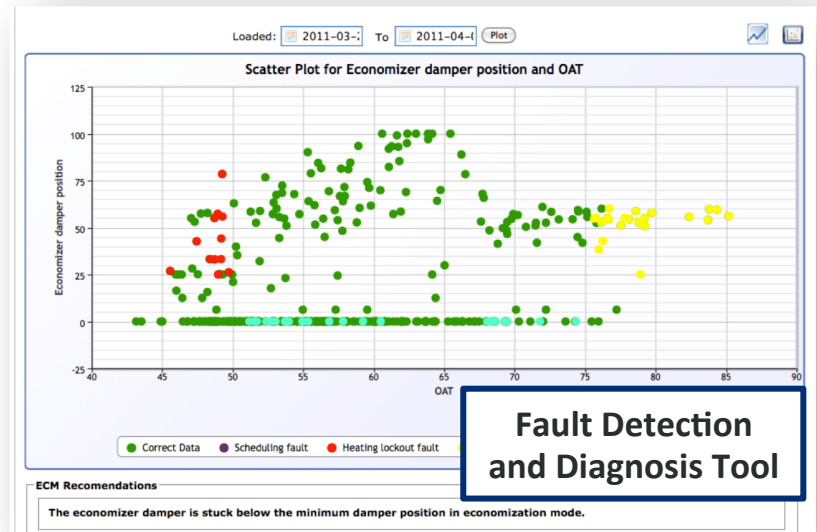 Loaded: 2011-03-2 To 2011-04-0 Plot
Scatter Plot for Economizer damper position and OAT
125
100
75
50
25
0
-25
Economizer damper position
40 45 50 55 60 65 70 75 80 85 90
OAT
Correct Data Scheduling fault Heating lockout fault
Fault Detection
and Diagnosis Tool
ECM Recomendations
The economizer damper is stuck below the minimum damper position in economization mode.